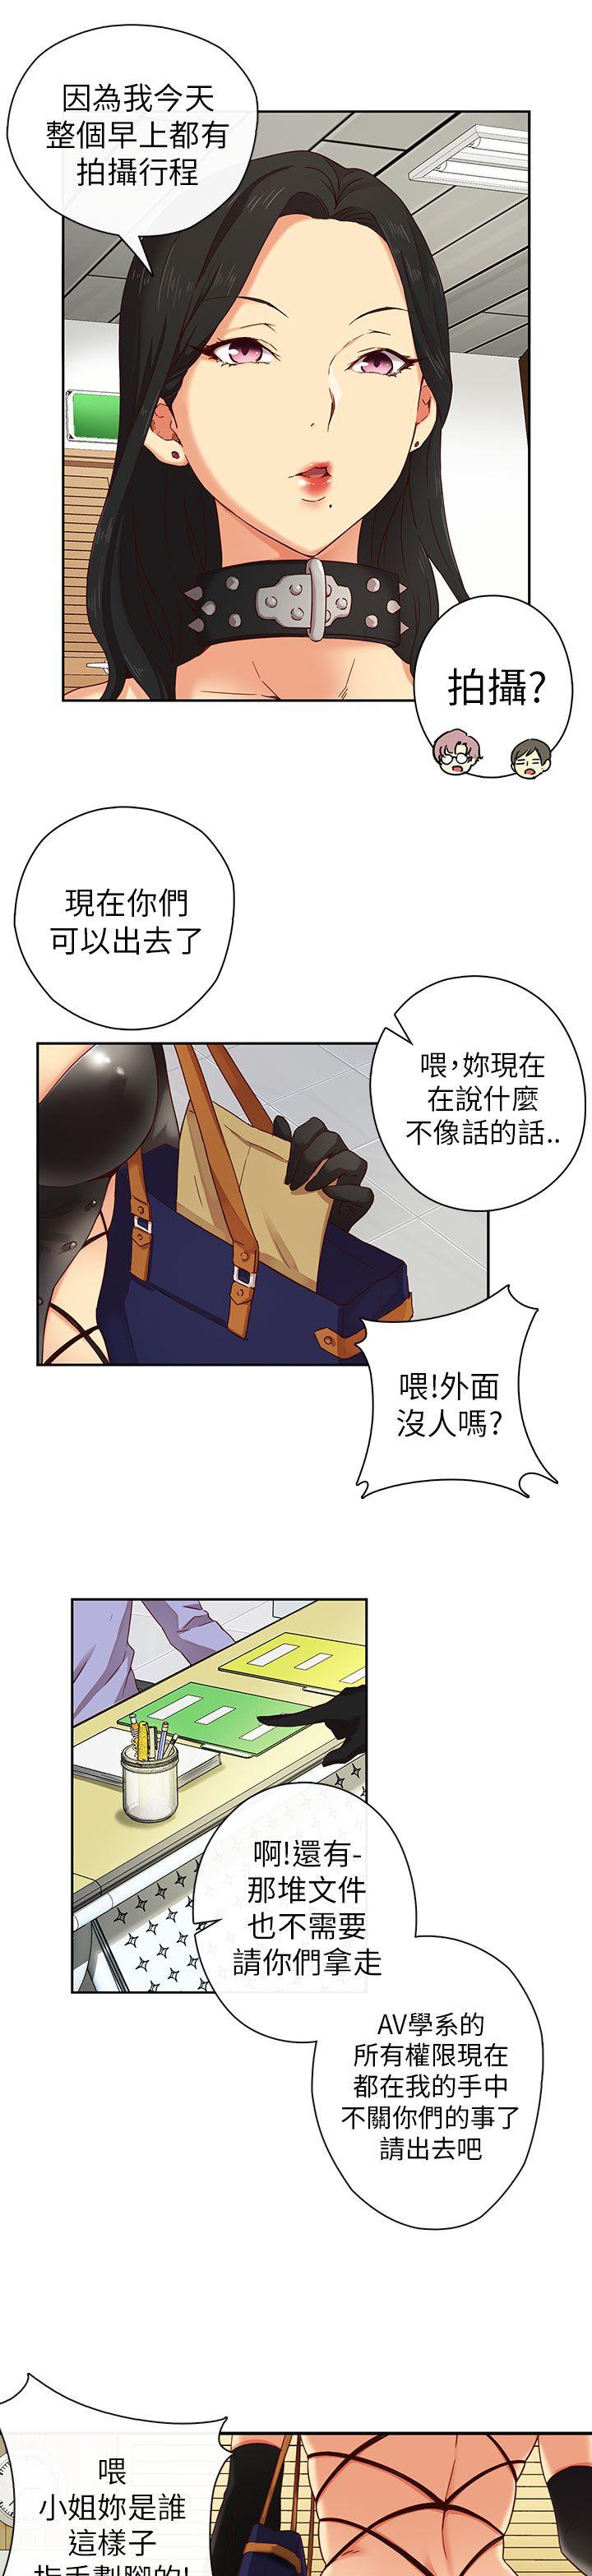 因為我今天
整個早上都有
拍攝行程
拍攝?
現在你們
可以出去了
喂,妳現在
在說什麼
不像話的話..
喂!外面
沒人嗎?
啊!還有-
那堆文件
也不需要
請你們拿走
AV學系的
所有權限現在
都在我的手中
不關你們的事了
請出去吧
喂
小姐妳是誰
這樣子
指手劃腳的!